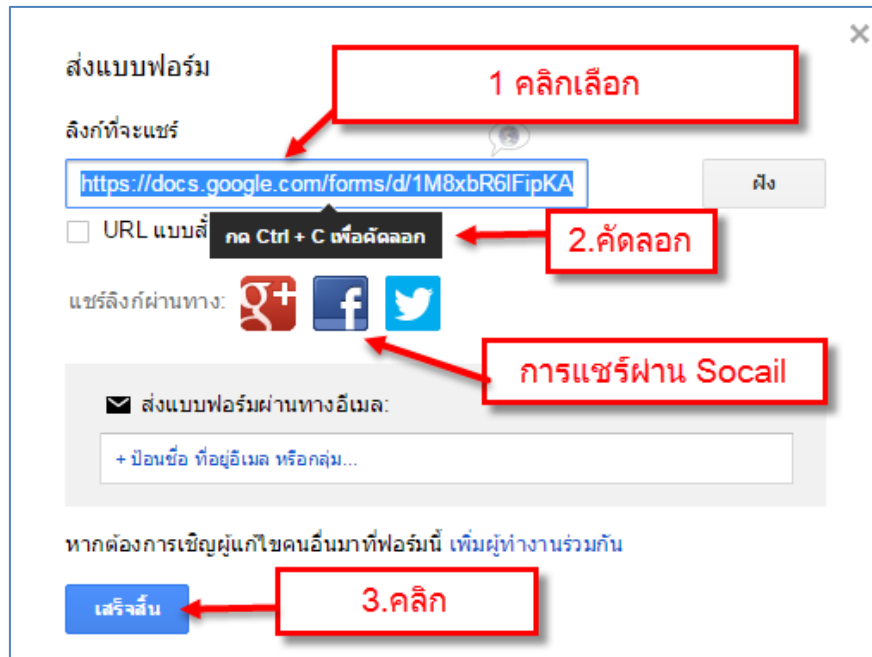 ส่งแบบฟอร์ม
1 คลิกเลือก
ลิงก์ที่จะแชร์
https://docs.google.com/forms/d/1M8xbR6lFipKA
ฝัง
URL แบบสั้
กด Ctrl + C เพื่อคัดลอก
2.คัดลอก
แชร์ลิงก์ผ่านทาง:
g+
f
การแชร์ผ่าน Socail
ส่งแบบฟอร์มผ่านทางอีเมล:
+ ป้อนชื่อ ที่อยู่อีเมล หรือกลุ่ม...
หากต้องการเชิญผู้แก้ไขคนอื่นมาที่ฟอร์มนี้ เพิ่มผู้ทำงานร่วมกัน
เสร็จสิ้น
3.คลิก